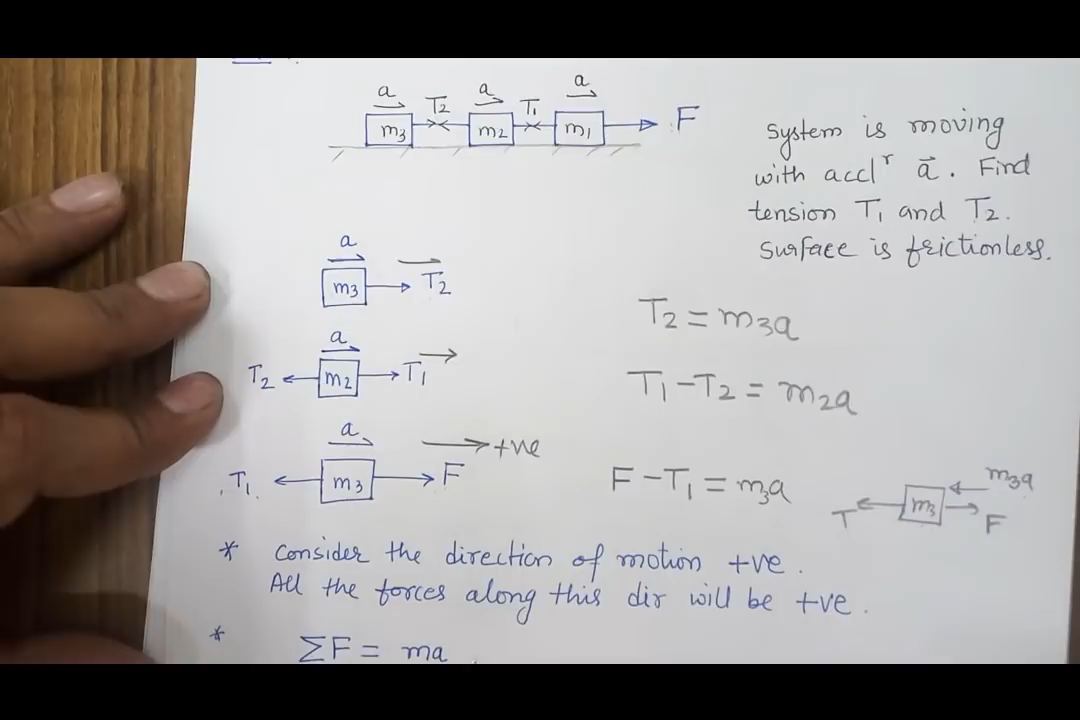 a T₂ a T₁ a
m₃ m₂ m₁ F
System is moving
with acclʳ a⃗. Find
tension T₁ and T₂.
Surface is frictionless.
a
m₃ T₂
T₂ = m₃a
a
T₂ m₂ T₁
T₁ - T₂ = m₂a
a +ve
T₁ m₃ F
F - T₁ = m₃a
m₃a
T m₃ F
* Consider the direction of motion +ve.
All the forces along this dir will be +ve.
* ΣF = ma